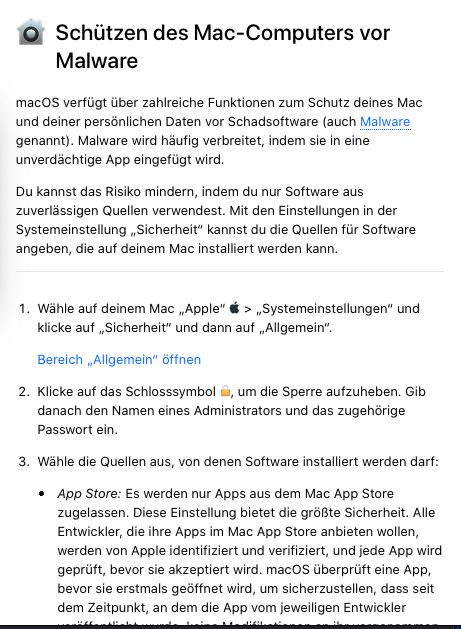 Schützen des Mac-Computers vor
Malware
macOS verfügt über zahlreiche Funktionen zum Schutz deines Mac
und deiner persönlichen Daten vor Schadsoftware (auch Malware
genannt). Malware wird häufig verbreitet, indem sie in eine
unverdächtige App eingefügt wird.
Du kannst das Risiko mindern, indem du nur Software aus
zuverlässigen Quellen verwendest. Mit den Einstellungen in der
Systemeinstellung „Sicherheit“ kannst du die Quellen für Software
angeben, die auf deinem Mac installiert werden kann.
1. Wähle auf deinem Mac „Apple“ > „Systemeinstellungen“ und
klicke auf „Sicherheit“ und dann auf „Allgemein“.
Bereich „Allgemein“ öffnen
2. Klicke auf das Schlosssymbol , um die Sperre aufzuheben. Gib
danach den Namen eines Administrators und das zugehörige
Passwort ein.
3. Wähle die Quellen aus, von denen Software installiert werden darf:
• App Store: Es werden nur Apps aus dem Mac App Store
zugelassen. Diese Einstellung bietet die größte Sicherheit. Alle
Entwickler, die ihre Apps im Mac App Store anbieten wollen,
werden von Apple identifiziert und verifiziert, und jede App wird
geprüft, bevor sie akzeptiert wird. macOS überprüft eine App,
bevor sie erstmals geöffnet wird, um sicherzustellen, dass seit
dem Zeitpunkt, an dem die App vom jeweiligen Entwickler
veröffentlicht wurde, keine Modifikationen an ihr vorgenommen